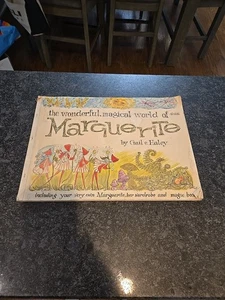 the wonderful, magical world of
Marguerite
by Gail E Haley
including your very own Marguerite, her wardrobe and magic box